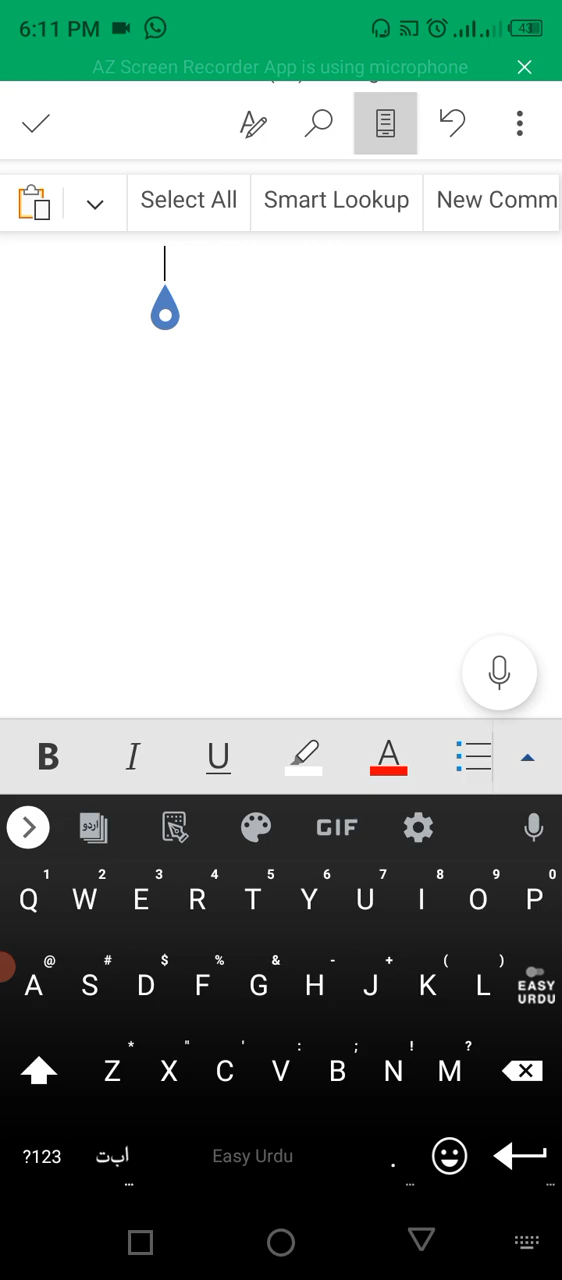 6:11 PM 43
AZ Screen Recorder App is using microphone
Select All Smart Lookup New Comm
B I U A
اردو GIF
1 2 3 4 5 6 7 8 9 0
Q W E R T Y U I O P
@ # $ % & - + ( )
A S D F G H J K L EASY URDU
* " ' : ; ! ?
Z X C V B N M
?123 ا ب ت Easy Urdu .